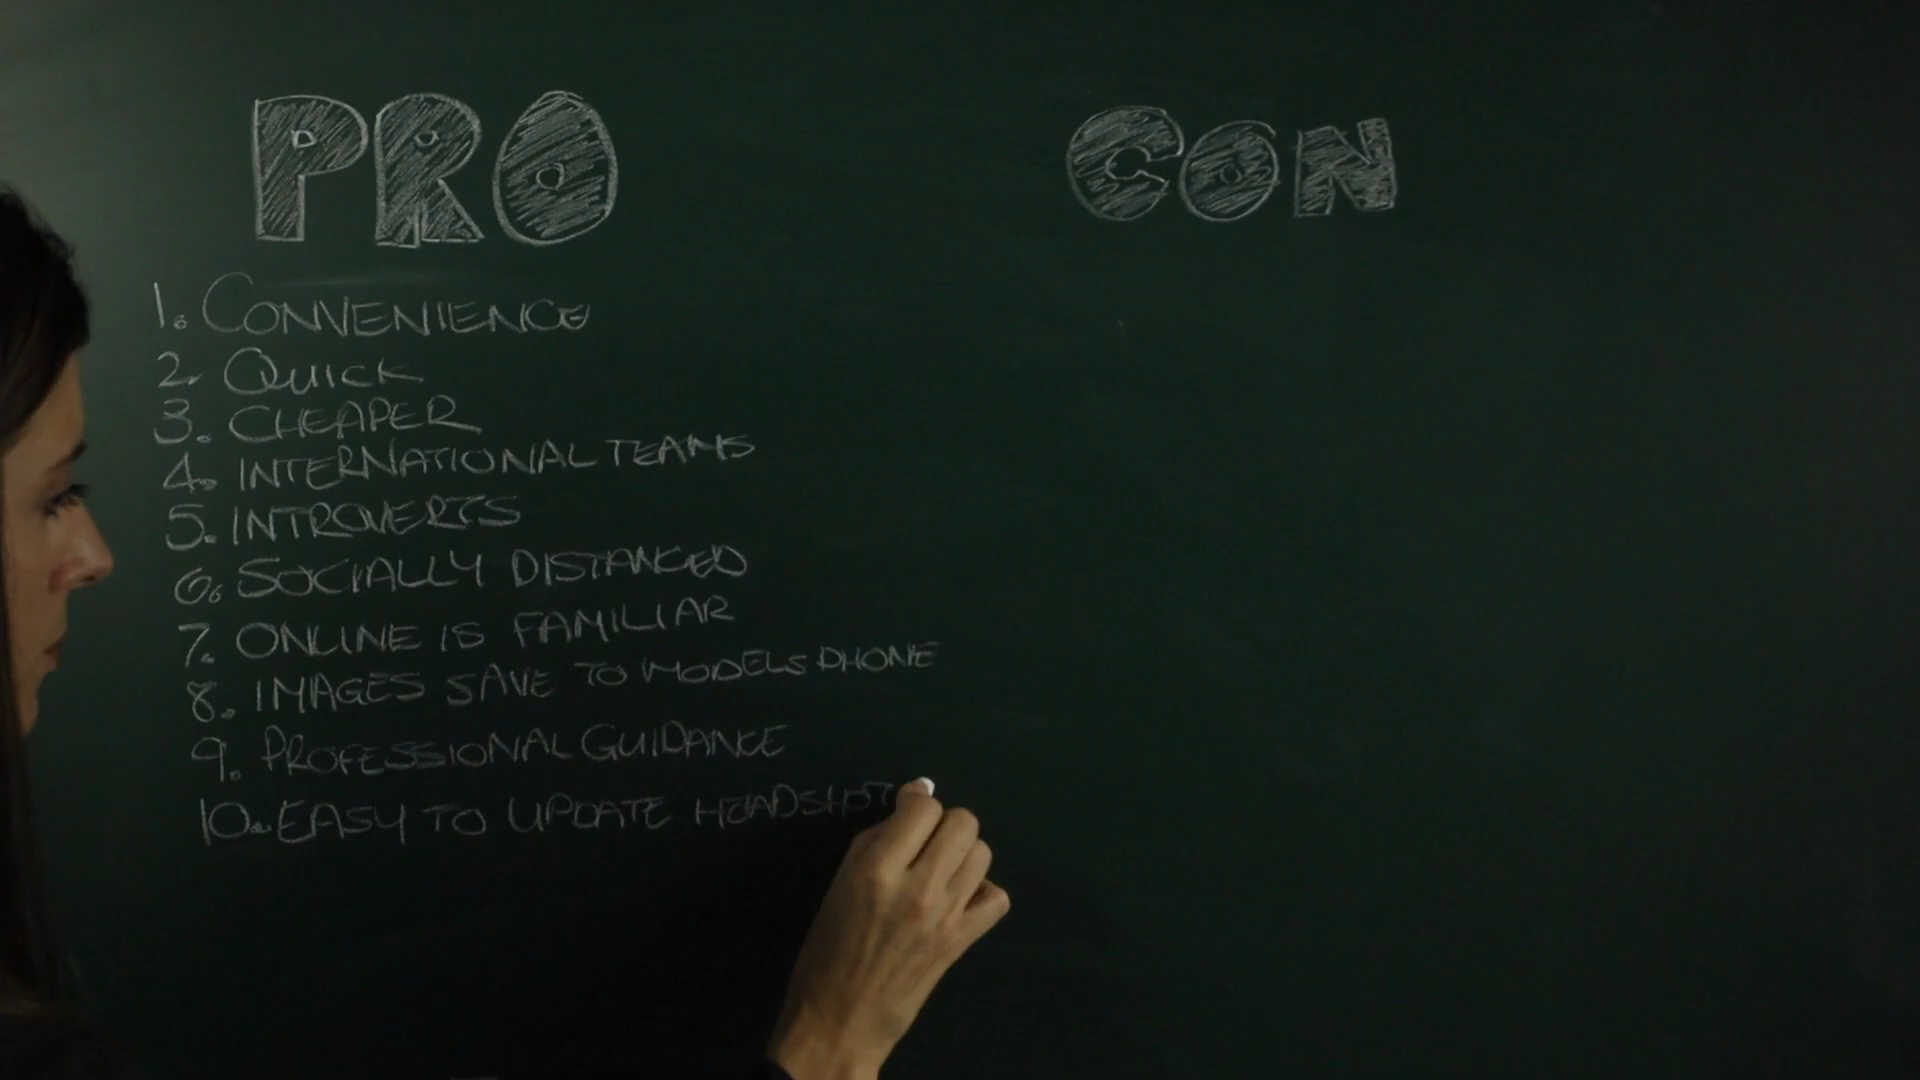 PRO
CON
1. CONVENIENCE
2. QUICK
3. CHEAPER
4. INTERNATIONAL TEAMS
5. INTROVERTS
6. SOCIALLY DISTANCED
7. ONLINE IS FAMILIAR
8. IMAGES SAVE TO MODELS PHONE
9. PROFESSIONAL GUIDANCE
10. EASY TO UPDATE HEADSHOT